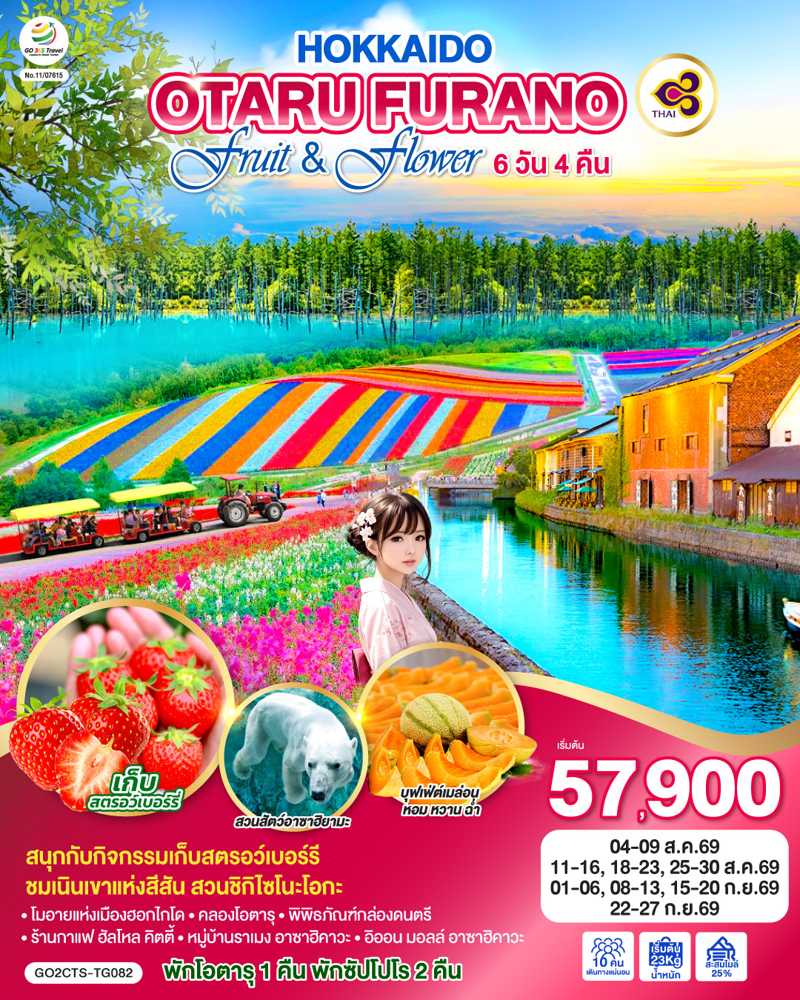 GO 365 Travel
Leaders in Global Tourism
No.11/07615
HOKKAIDO
OTARU FURANO
Fruit & Flower 6 วัน 4 คืน
THAI
เก็บ
สตรอว์เบอร์รี่
สวนสัตว์อาซาฮิยามะ
บุฟเฟ่ต์เมล่อน
หอม หวาน ฉ่ำ
เริ่มต้น
57,900
04-09 ส.ค.69
11-16, 18-23, 25-30 ส.ค.69
01-06, 08-13, 15-20 ก.ย.69
22-27 ก.ย.69
สนุกกับกิจกรรมเก็บสตรอว์เบอร์รี
ชมเนินเขาแห่งสีสัน สวนชิกิไซโนะโอกะ
• โมอายแห่งเมืองฮอกไกโด • คลองโอตารุ • พิพิธภัณฑ์กล่องดนตรี
• ร้านกาแฟ ฮัลโหล คิตตี้ • หมู่บ้านราเมง อาซาฮิคาวะ • อิออน มอลล์ อาซาฮิคาวะ
GO2CTS-TG082
พักโอตารุ 1 คืน พักซัปโปโร 2 คืน
10 คน
เดินทางแน่นอน
เริ่มต้น
23Kg
น้ำหนัก
สะสมไมล์
25%